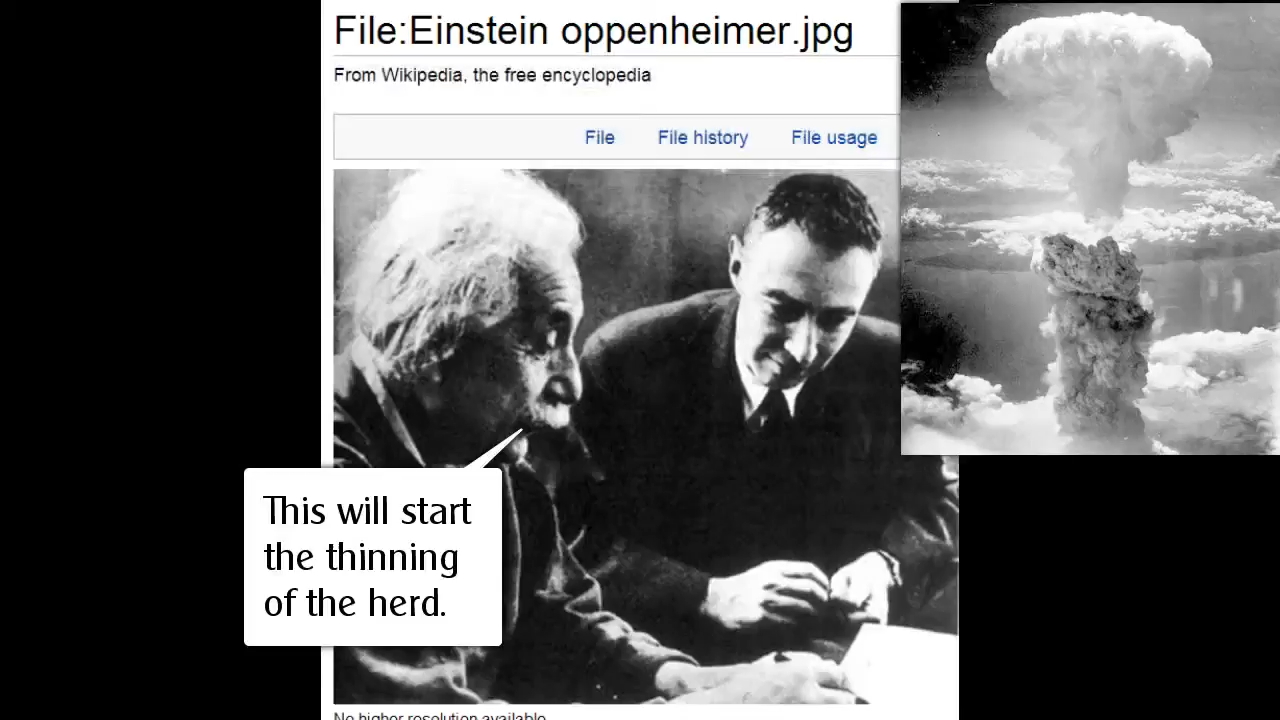 File:Einstein oppenheimer.jpg
From Wikipedia, the free encyclopedia
File File history File usage
This will start
the thinning
of the herd.
No higher resolution available